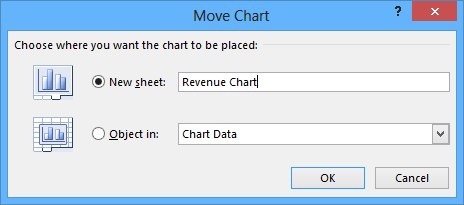 Move Chart
?
Choose where you want the chart to be placed:
New sheet: Revenue Chart
Object in: Chart Data
OK Cancel